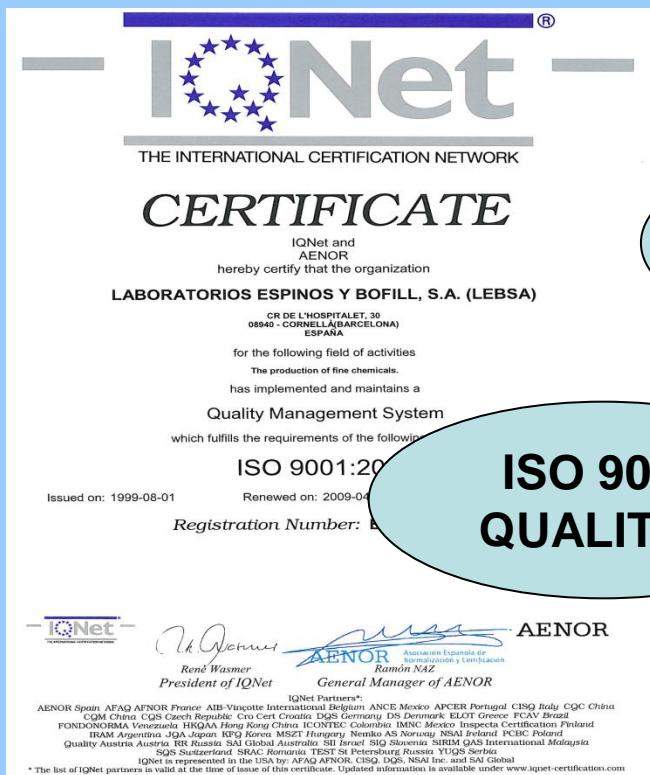 IQNet ®
THE INTERNATIONAL CERTIFICATION NETWORK
CERTIFICATE
IQNet and
AENOR
hereby certify that the organization
LABORATORIOS ESPINOS Y BOFILL, S.A. (LEBSA)
CR DE L'HOSPITALET, 30
08940 - CORNELLÁ(BARCELONA)
ESPAÑA
for the following field of activities
The production of fine chemicals.
has implemented and maintains a
Quality Management System
which fulfills the requirements of the
ISO 9001:20
Issued on: 1999-08-01 Renewed on: 2009-04
Registration Number:
ISO 90
QUALIT
IQNet
AENOR
AENOR Asociación Española de
Normalización y Certificación
René Wasmer Ramón NAZ
President of IQNet General Manager of AENOR
IQNet Partners*:
AENOR Spain AFAQ AFNOR France AIB-Vinçotte International Belgium ANCE Mexico APCER Portugal CISQ Italy CQC China
CQM China CQS Czech Republic Cro Cert Croatia DQS Germany DS Denmark ELOT Greece FCAV Brazil
FONDONORMA Venezuela HKQAA Hong Kong China ICONTEC Colombia IMNC Mexico Inspecta Certification Finland
IRAM Argentina JQA Japan KFQ Korea MSZT Hungary Nemko AS Norway NSAI Ireland PCBC Poland
Quality Austria Austria RR Russia SAI Global Australia SII Israel SIQ Slovenia SIRIM QAS International Malaysia
SQS Switzerland SRAC Romania TEST St Petersburg Russia YUQS Serbia
IQNet is represented in the USA by: AFAQ AFNOR, CISQ, DQS, NSAI Inc. and SAI Global
* The list of IQNet partners is valid at the time of issue of this certificate. Updated information is available under www.iqnet-certification.com